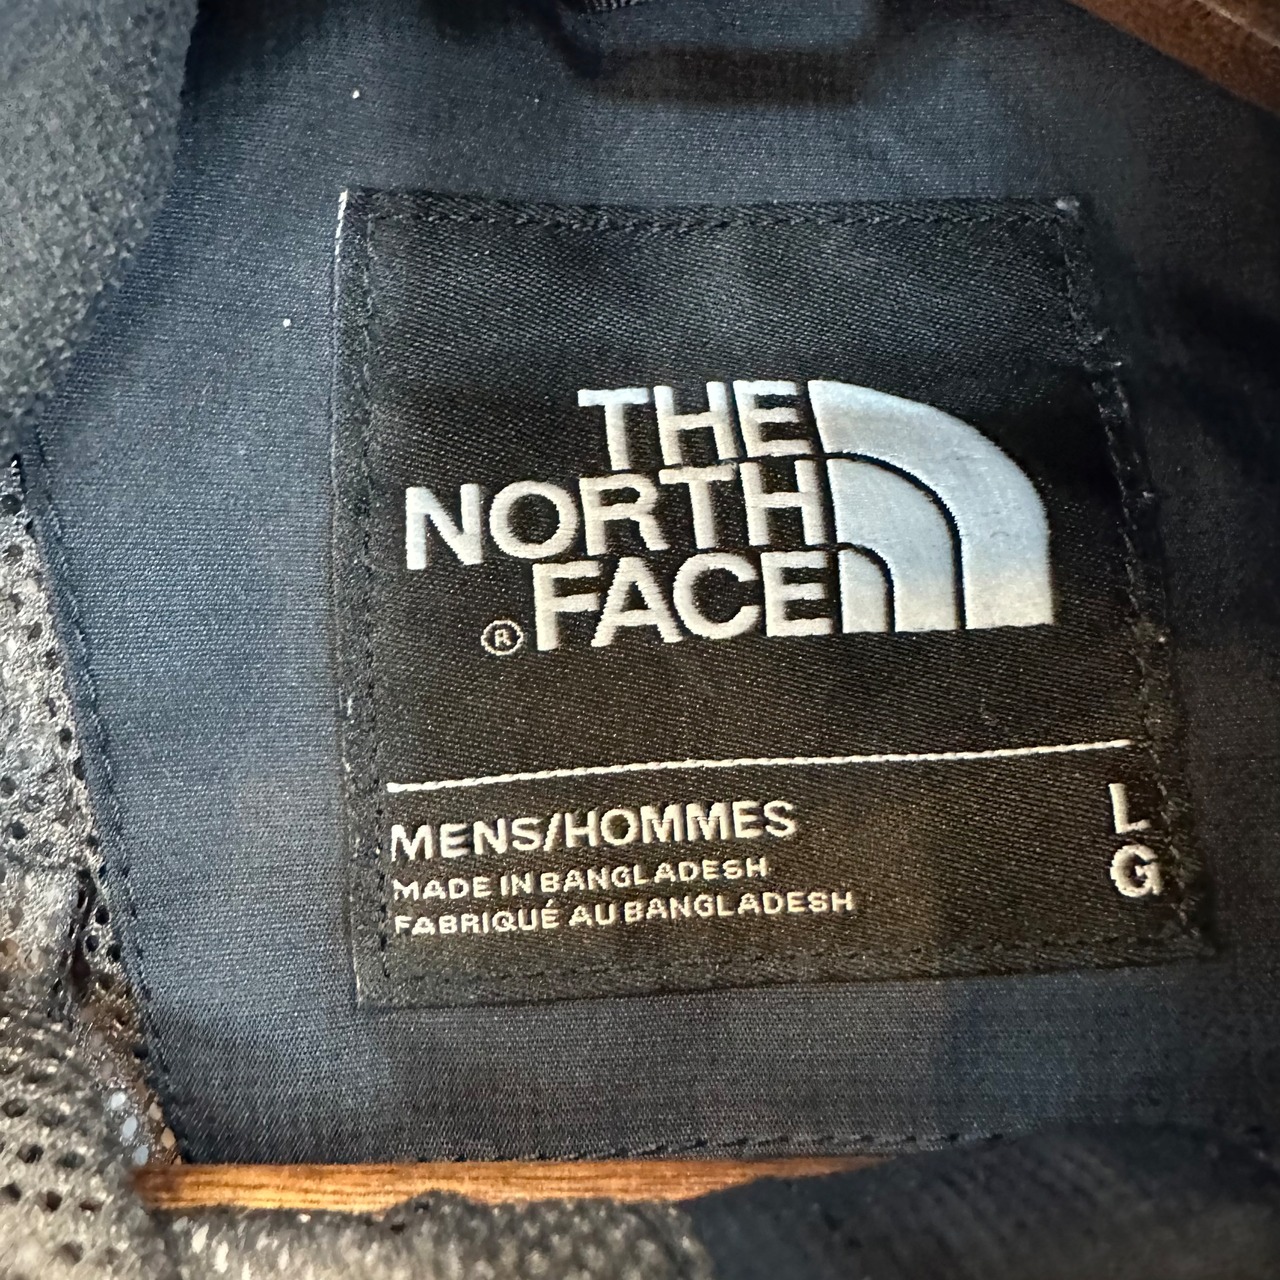 THE
NORTH
® FACE
MENS/HOMMES L
MADE IN BANGLADESH G
FABRIQUÉ AU BANGLADESH